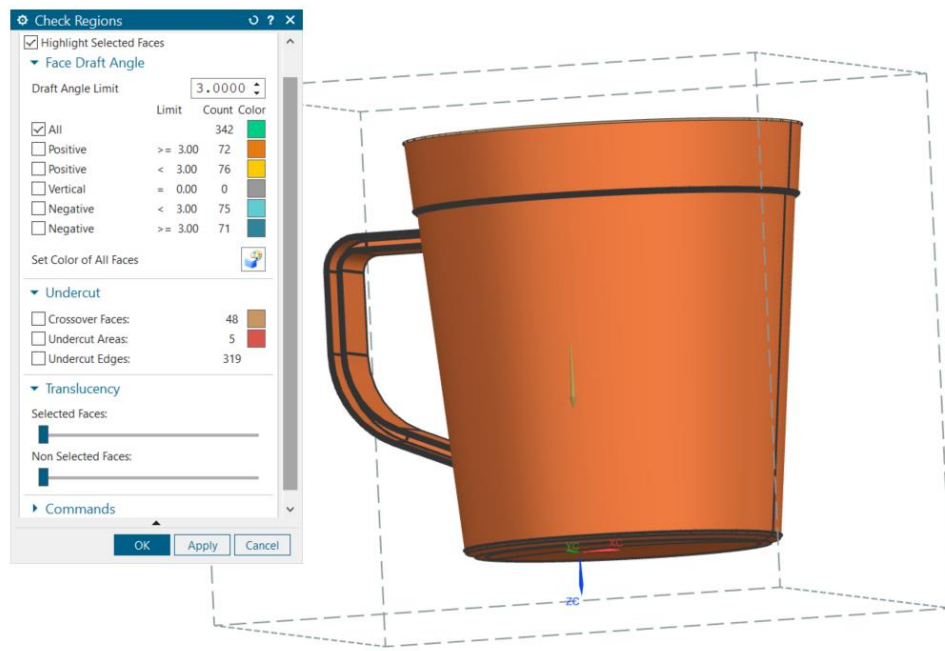 Check Regions
Highlight Selected Faces
Face Draft Angle
Draft Angle Limit 3.0000
Limit Count Color
All 342
Positive >= 3.00 72
Positive < 3.00 76
Vertical = 0.00 0
Negative < 3.00 75
Negative >= 3.00 71
Set Color of All Faces
Undercut
Crossover Faces: 48
Undercut Areas: 5
Undercut Edges: 319
Translucency
Selected Faces:
Non Selected Faces:
Commands
OK Apply Cancel
YC XC
ZC